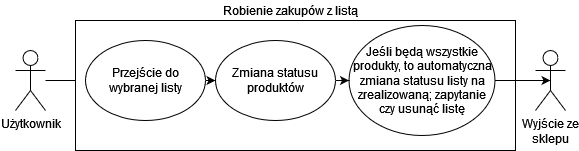 Robienie zakupów z listą
Przejście do
wybranej listy
Zmiana statusu
produktów
Jeśli będą wszystkie
produkty, to automatyczna
zmiana statusu listy na
zrealizowaną; zapytanie
czy usunąć listę
Użytkownik
Wyjście ze
sklepu